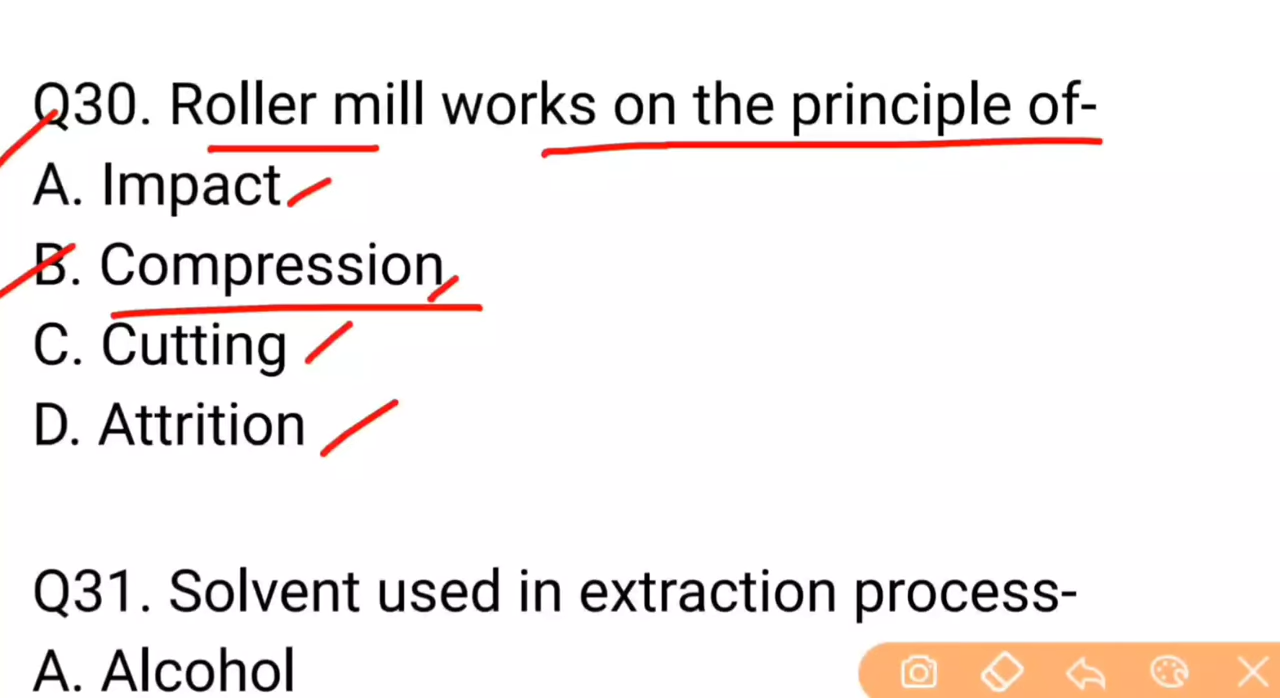 Q30. Roller mill works on the principle of-
A. Impact
B. Compression
C. Cutting
D. Attrition
Q31. Solvent used in extraction process-
A. Alcohol